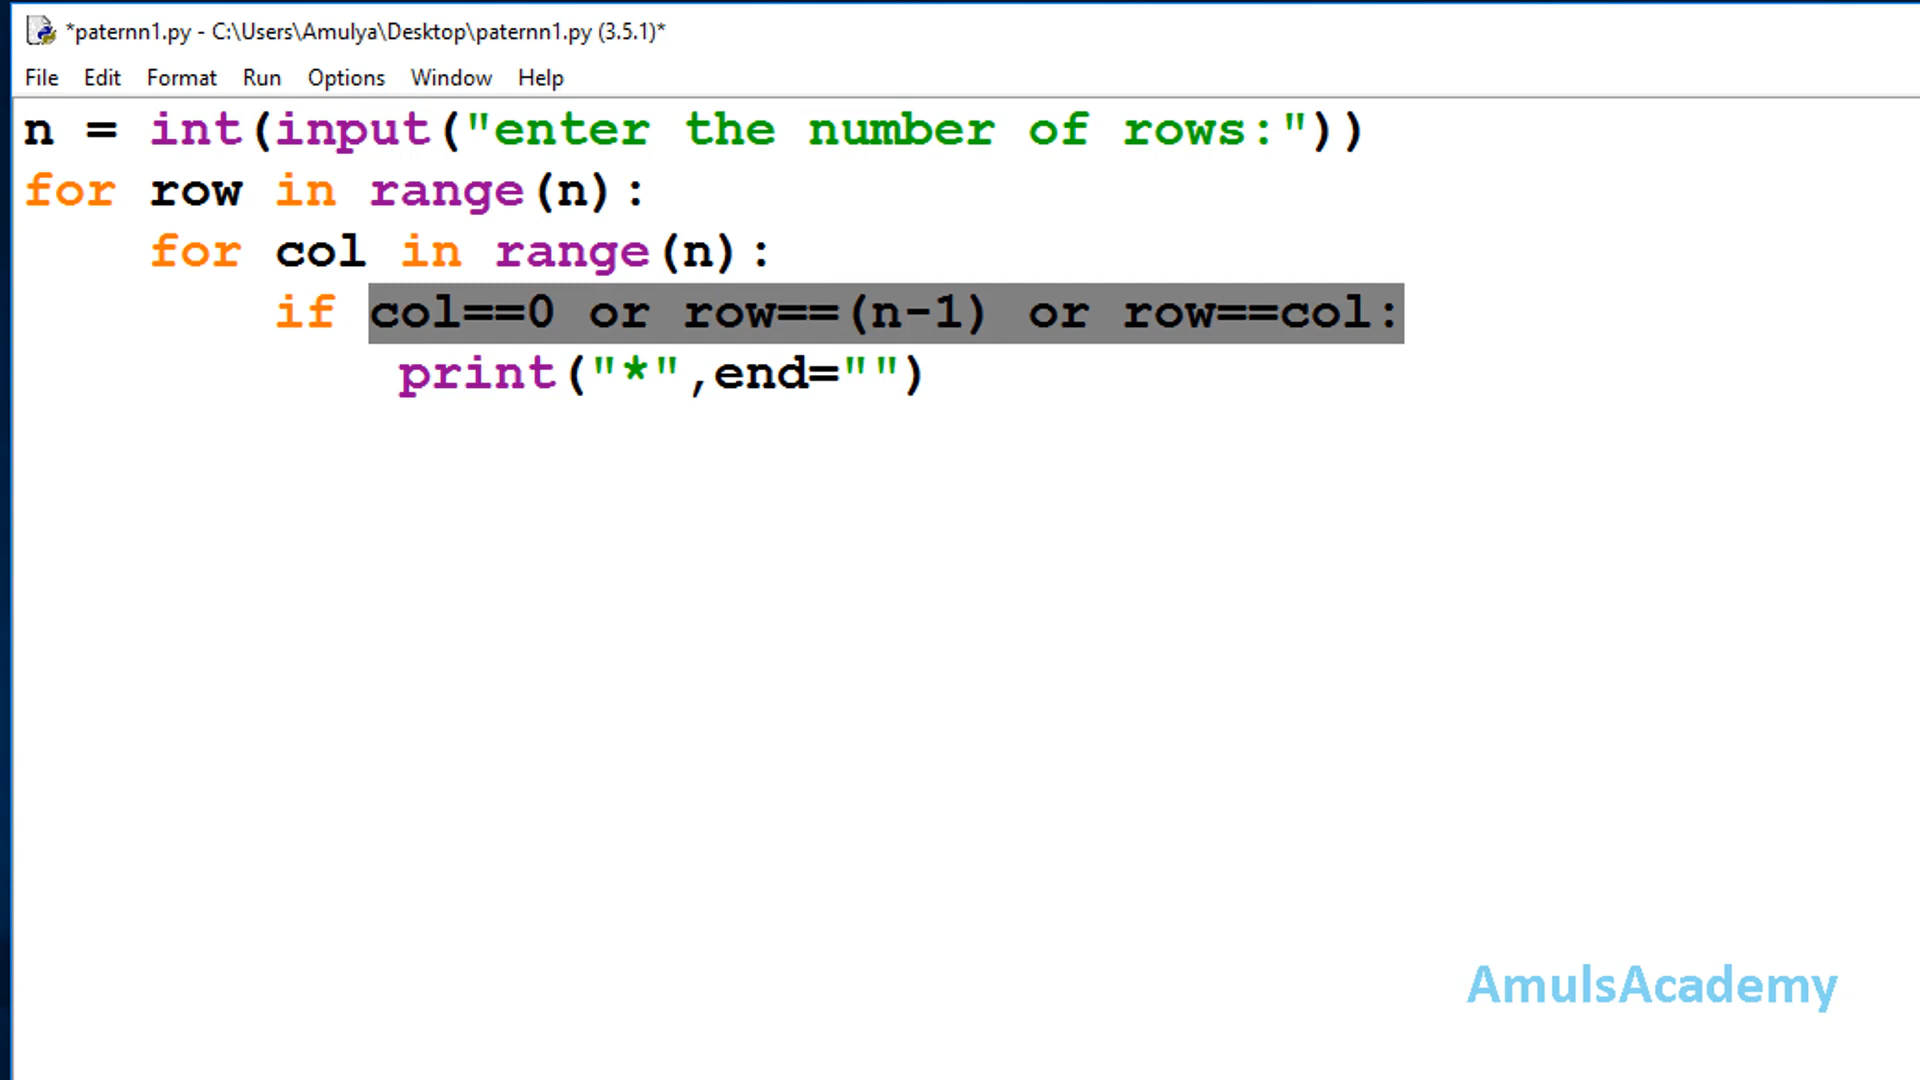 *paternn1.py - C:\Users\Amulya\Desktop\paternn1.py (3.5.1)*
File Edit Format Run Options Window Help
n = int(input("enter the number of rows:"))
for row in range(n):
    for col in range(n):
        if col==0 or row==(n-1) or row==col:
            print("*",end="")
AmulsAcademy